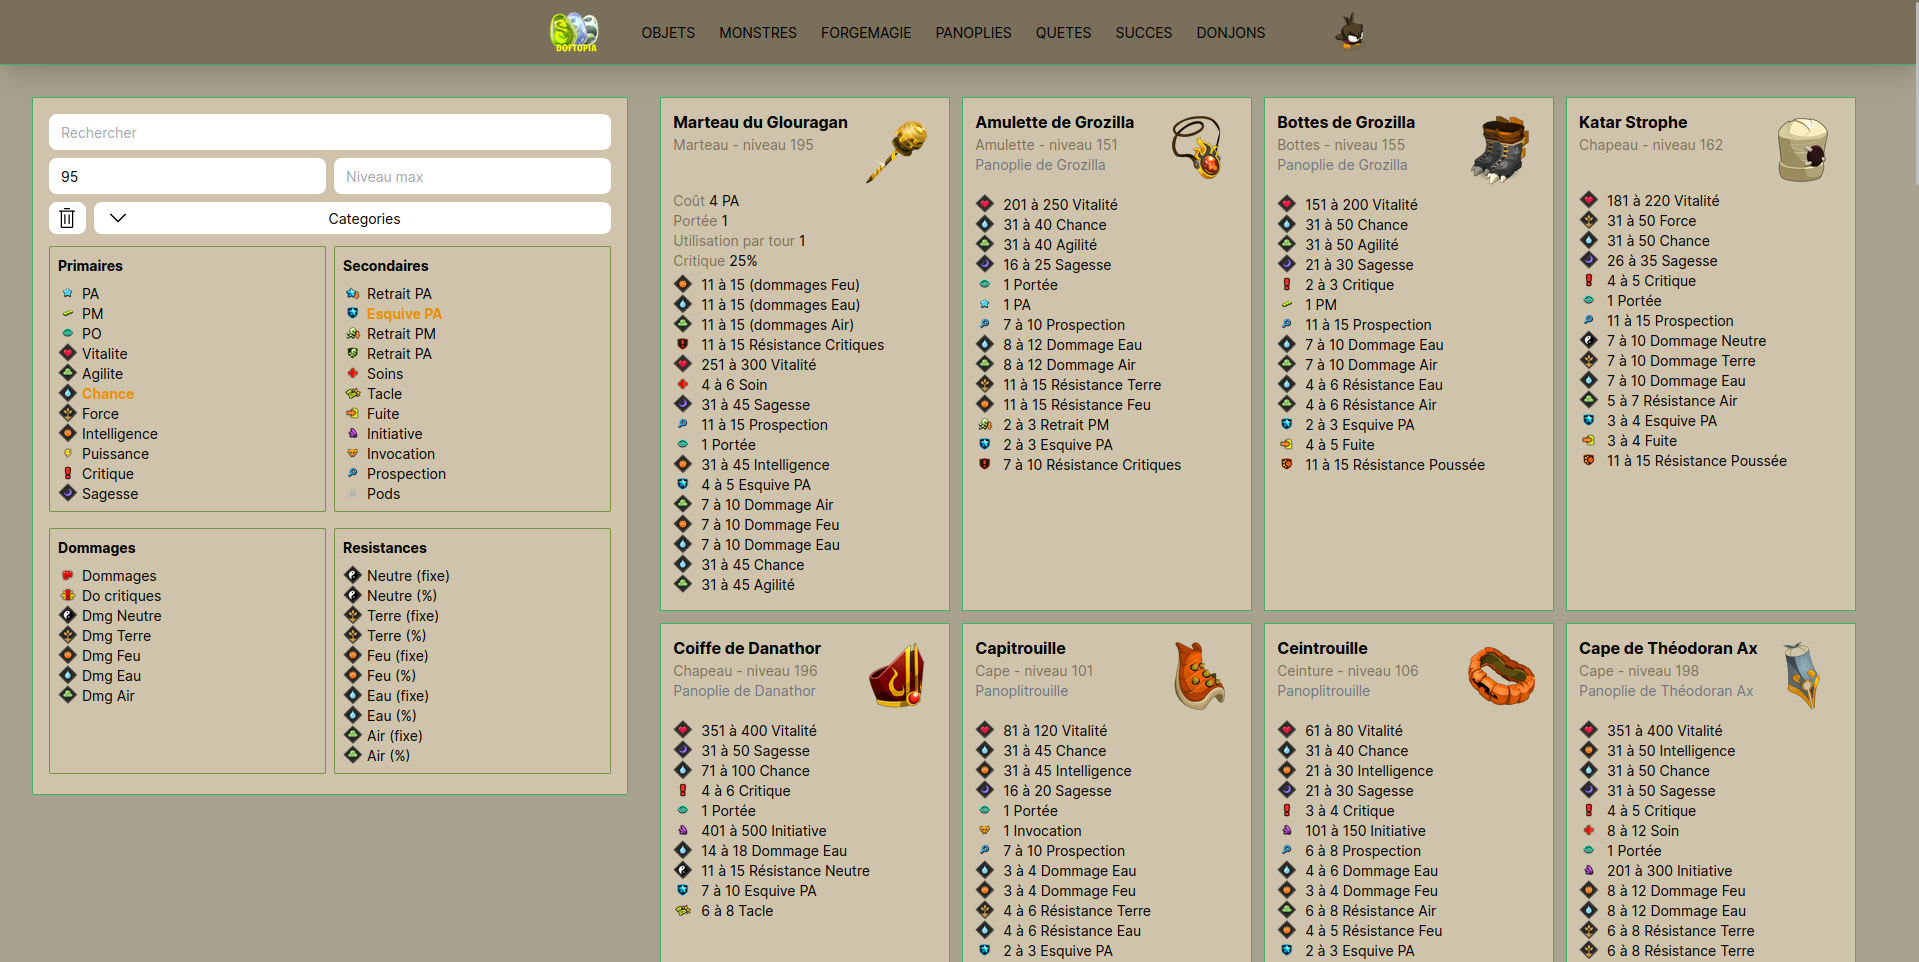 DOFTOPIA
OBJETS MONSTRES FORGEMAGIE PANOPLIES QUETES SUCCES DONJONS
Rechercher
95 Niveau max
Categories
Primaires
PA
PM
PO
Vitalite
Agilite
Chance
Force
Intelligence
Puissance
Critique
Sagesse
Secondaires
Retrait PA
Esquive PA
Retrait PM
Retrait PA
Soins
Tacle
Fuite
Initiative
Invocation
Prospection
Pods
Dommages
Dommages
Do critiques
Dmg Neutre
Dmg Terre
Dmg Feu
Dmg Eau
Dmg Air
Resistances
Neutre (fixe)
Neutre (%)
Terre (fixe)
Terre (%)
Feu (fixe)
Feu (%)
Eau (fixe)
Eau (%)
Air (fixe)
Air (%)
Marteau du Glouragan
Marteau - niveau 195
Coût 4 PA
Portée 1
Utilisation par tour 1
Critique 25%
11 à 15 (dommages Feu)
11 à 15 (dommages Eau)
11 à 15 (dommages Air)
11 à 15 Résistance Critiques
251 à 300 Vitalité
4 à 6 Soin
31 à 45 Sagesse
11 à 15 Prospection
1 Portée
31 à 45 Intelligence
4 à 5 Esquive PA
7 à 10 Dommage Air
7 à 10 Dommage Feu
7 à 10 Dommage Eau
31 à 45 Chance
31 à 45 Agilité
Amulette de Grozilla
Amulette - niveau 151
Panoplie de Grozilla
201 à 250 Vitalité
31 à 40 Chance
31 à 40 Agilité
16 à 25 Sagesse
1 Portée
1 PA
7 à 10 Prospection
8 à 12 Dommage Eau
8 à 12 Dommage Air
11 à 15 Résistance Terre
11 à 15 Résistance Feu
2 à 3 Retrait PM
2 à 3 Esquive PA
7 à 10 Résistance Critiques
Bottes de Grozilla
Bottes - niveau 155
Panoplie de Grozilla
151 à 200 Vitalité
31 à 50 Chance
31 à 50 Agilité
21 à 30 Sagesse
2 à 3 Critique
1 PM
11 à 15 Prospection
7 à 10 Dommage Eau
7 à 10 Dommage Air
4 à 6 Résistance Eau
4 à 6 Résistance Air
2 à 3 Esquive PA
4 à 5 Fuite
11 à 15 Résistance Poussée
Katar Strophe
Chapeau - niveau 162
181 à 220 Vitalité
31 à 50 Force
31 à 50 Chance
26 à 35 Sagesse
4 à 5 Critique
1 Portée
11 à 15 Prospection
7 à 10 Dommage Neutre
7 à 10 Dommage Terre
7 à 10 Dommage Eau
5 à 7 Résistance Air
3 à 4 Esquive PA
3 à 4 Fuite
11 à 15 Résistance Poussée
Coiffe de Danathor
Chapeau - niveau 196
Panoplie de Danathor
351 à 400 Vitalité
31 à 50 Sagesse
71 à 100 Chance
4 à 6 Critique
1 Portée
401 à 500 Initiative
14 à 18 Dommage Eau
11 à 15 Résistance Neutre
7 à 10 Esquive PA
6 à 8 Tacle
Capitrouille
Cape - niveau 101
Panoplitrouille
81 à 120 Vitalité
31 à 45 Chance
31 à 45 Intelligence
16 à 20 Sagesse
1 Portée
1 Invocation
7 à 10 Prospection
3 à 4 Dommage Eau
3 à 4 Dommage Feu
4 à 6 Résistance Terre
4 à 6 Résistance Eau
2 à 3 Esquive PA
Ceintrouille
Ceinture - niveau 106
Panoplitrouille
61 à 80 Vitalité
31 à 40 Chance
21 à 30 Intelligence
21 à 30 Sagesse
3 à 4 Critique
101 à 150 Initiative
6 à 8 Prospection
4 à 6 Dommage Eau
3 à 4 Dommage Feu
6 à 8 Résistance Air
4 à 5 Résistance Feu
2 à 3 Esquive PA
Cape de Théodoran Ax
Cape - niveau 198
Panoplie de Théodoran Ax
351 à 400 Vitalité
31 à 50 Intelligence
31 à 50 Chance
31 à 50 Sagesse
4 à 5 Critique
8 à 12 Soin
1 Portée
201 à 300 Initiative
8 à 12 Dommage Feu
8 à 12 Dommage Eau
6 à 8 Résistance Terre
6 à 8 Résistance Terre